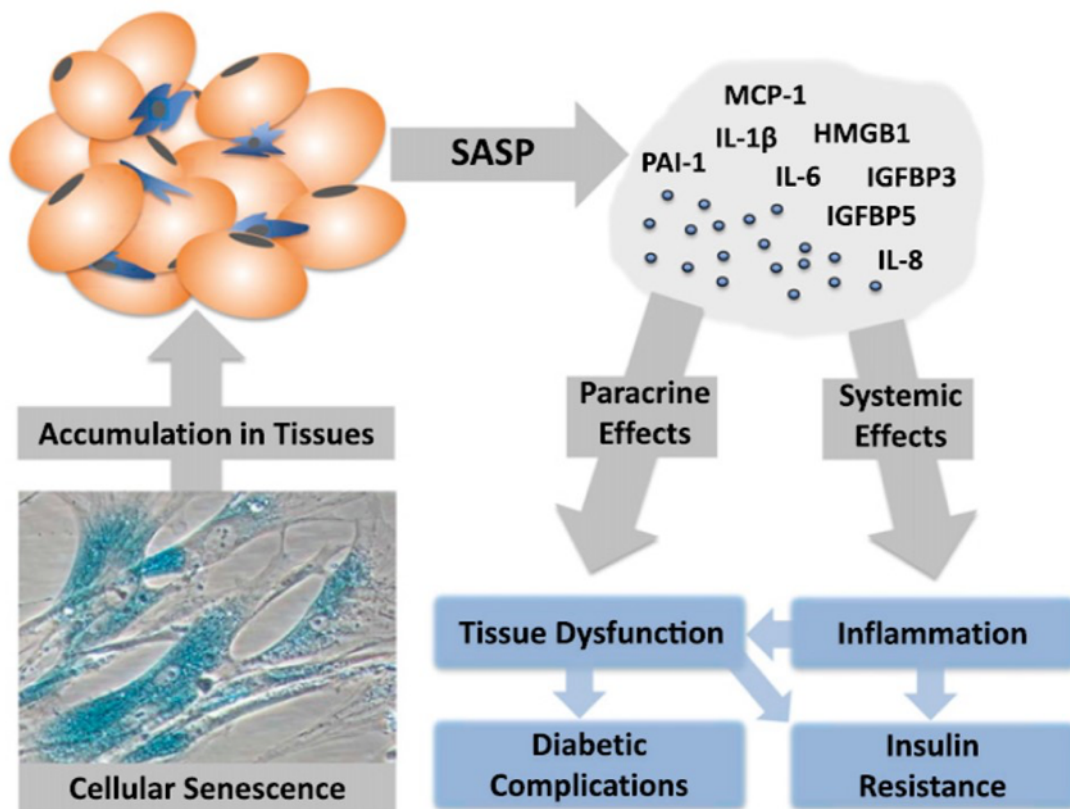 MCP-1
IL-1β
HMGB1
PAI-1
IL-6
IGFBP3
IGFBP5
IL-8
SASP
Paracrine
Effects
Systemic
Effects
Accumulation in Tissues
Cellular Senescence
Tissue Dysfunction
Inflammation
Diabetic
Complications
Insulin
Resistance